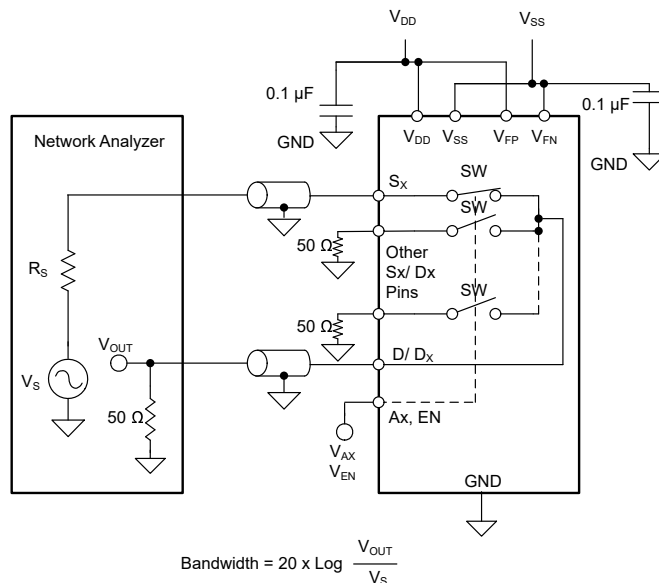 VDD
VSS
0.1 µF
0.1 µF
GND
GND
VDD
VSS
VFP
VFN
Network Analyzer
SX
SW
SW
50 Ω
Other
Sx/ Dx
Pins
RS
SW
50 Ω
VOUT
D/ DX
VS
50 Ω
Ax, EN
VAX
VEN
GND
Bandwidth = 20 x Log VOUT
VS